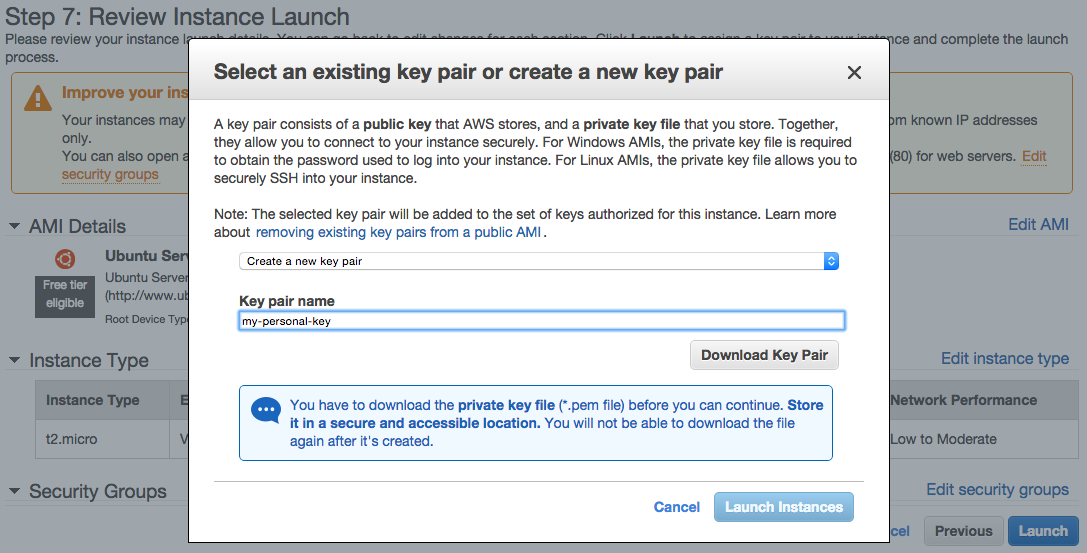 Step 7: Review Instance Launch
Please review your instance launch details. You can go back to edit changes for each section. Click Launch to assign a key pair to your instance and complete the launch
process.
Improve your ins
Your instances may
om known IP addresses
only.
You can also open a
(80) for web servers. Edit
security groups
Select an existing key pair or create a new key pair
A key pair consists of a public key that AWS stores, and a private key file that you store. Together,
they allow you to connect to your instance securely. For Windows AMIs, the private key file is required
to obtain the password used to log into your instance. For Linux AMIs, the private key file allows you to
securely SSH into your instance.
Note: The selected key pair will be added to the set of keys authorized for this instance. Learn more
about removing existing key pairs from a public AMI.
Create a new key pair
Key pair name
my-personal-key
Download Key Pair
You have to download the private key file (*.pem file) before you can continue. Store
it in a secure and accessible location. You will not be able to download the file
again after it's created.
Cancel
Launch Instances
AMI Details
Edit AMI
Ubuntu Serv
Free tier
eligible
Ubuntu Server
(http://www.ub
Root Device Type
Instance Type
Edit instance type
Instance Type
E
Network Performance
t2.micro
V
Low to Moderate
Security Groups
Edit security groups
cel
Previous
Launch